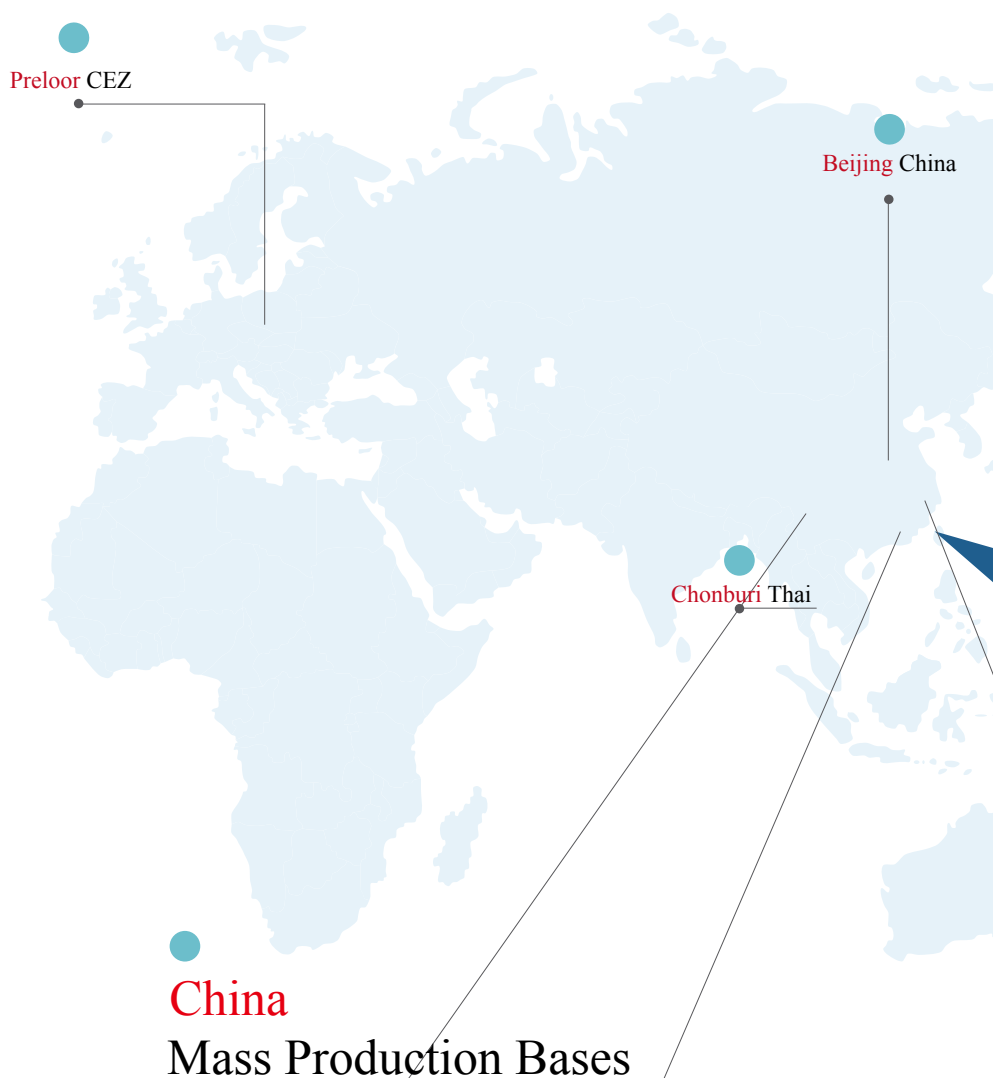 Preloor CEZ
Beijing China
Chonburi Thai
China
Mass Production Bases